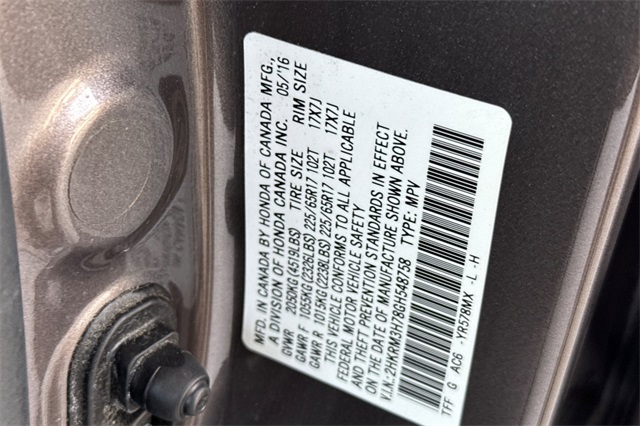 MFD. IN CANADA BY HONDA OF CANADA MFG.,
A DIVISION OF HONDA CANADA INC. 05/'16
GVWR 2050KG(4519LBS) TIRE SIZE RIM SIZE
GAWR F 1055KG(2326LBS) 225/65R17 102T 17X7J
GAWR R 1015KG(2238LBS) 225/65R17 102T 17X7J
THIS VEHICLE CONFORMS TO ALL APPLICABLE
FEDERAL MOTOR VEHICLE SAFETY
AND THEFT PREVENTION STANDARDS IN EFFECT
ON THE DATE OF MANUFACTURE SHOWN ABOVE.
V.I.N.:2HKRM3H78GH548758 TYPE: MPV
TFF G AC6 -YR578MX -L -H